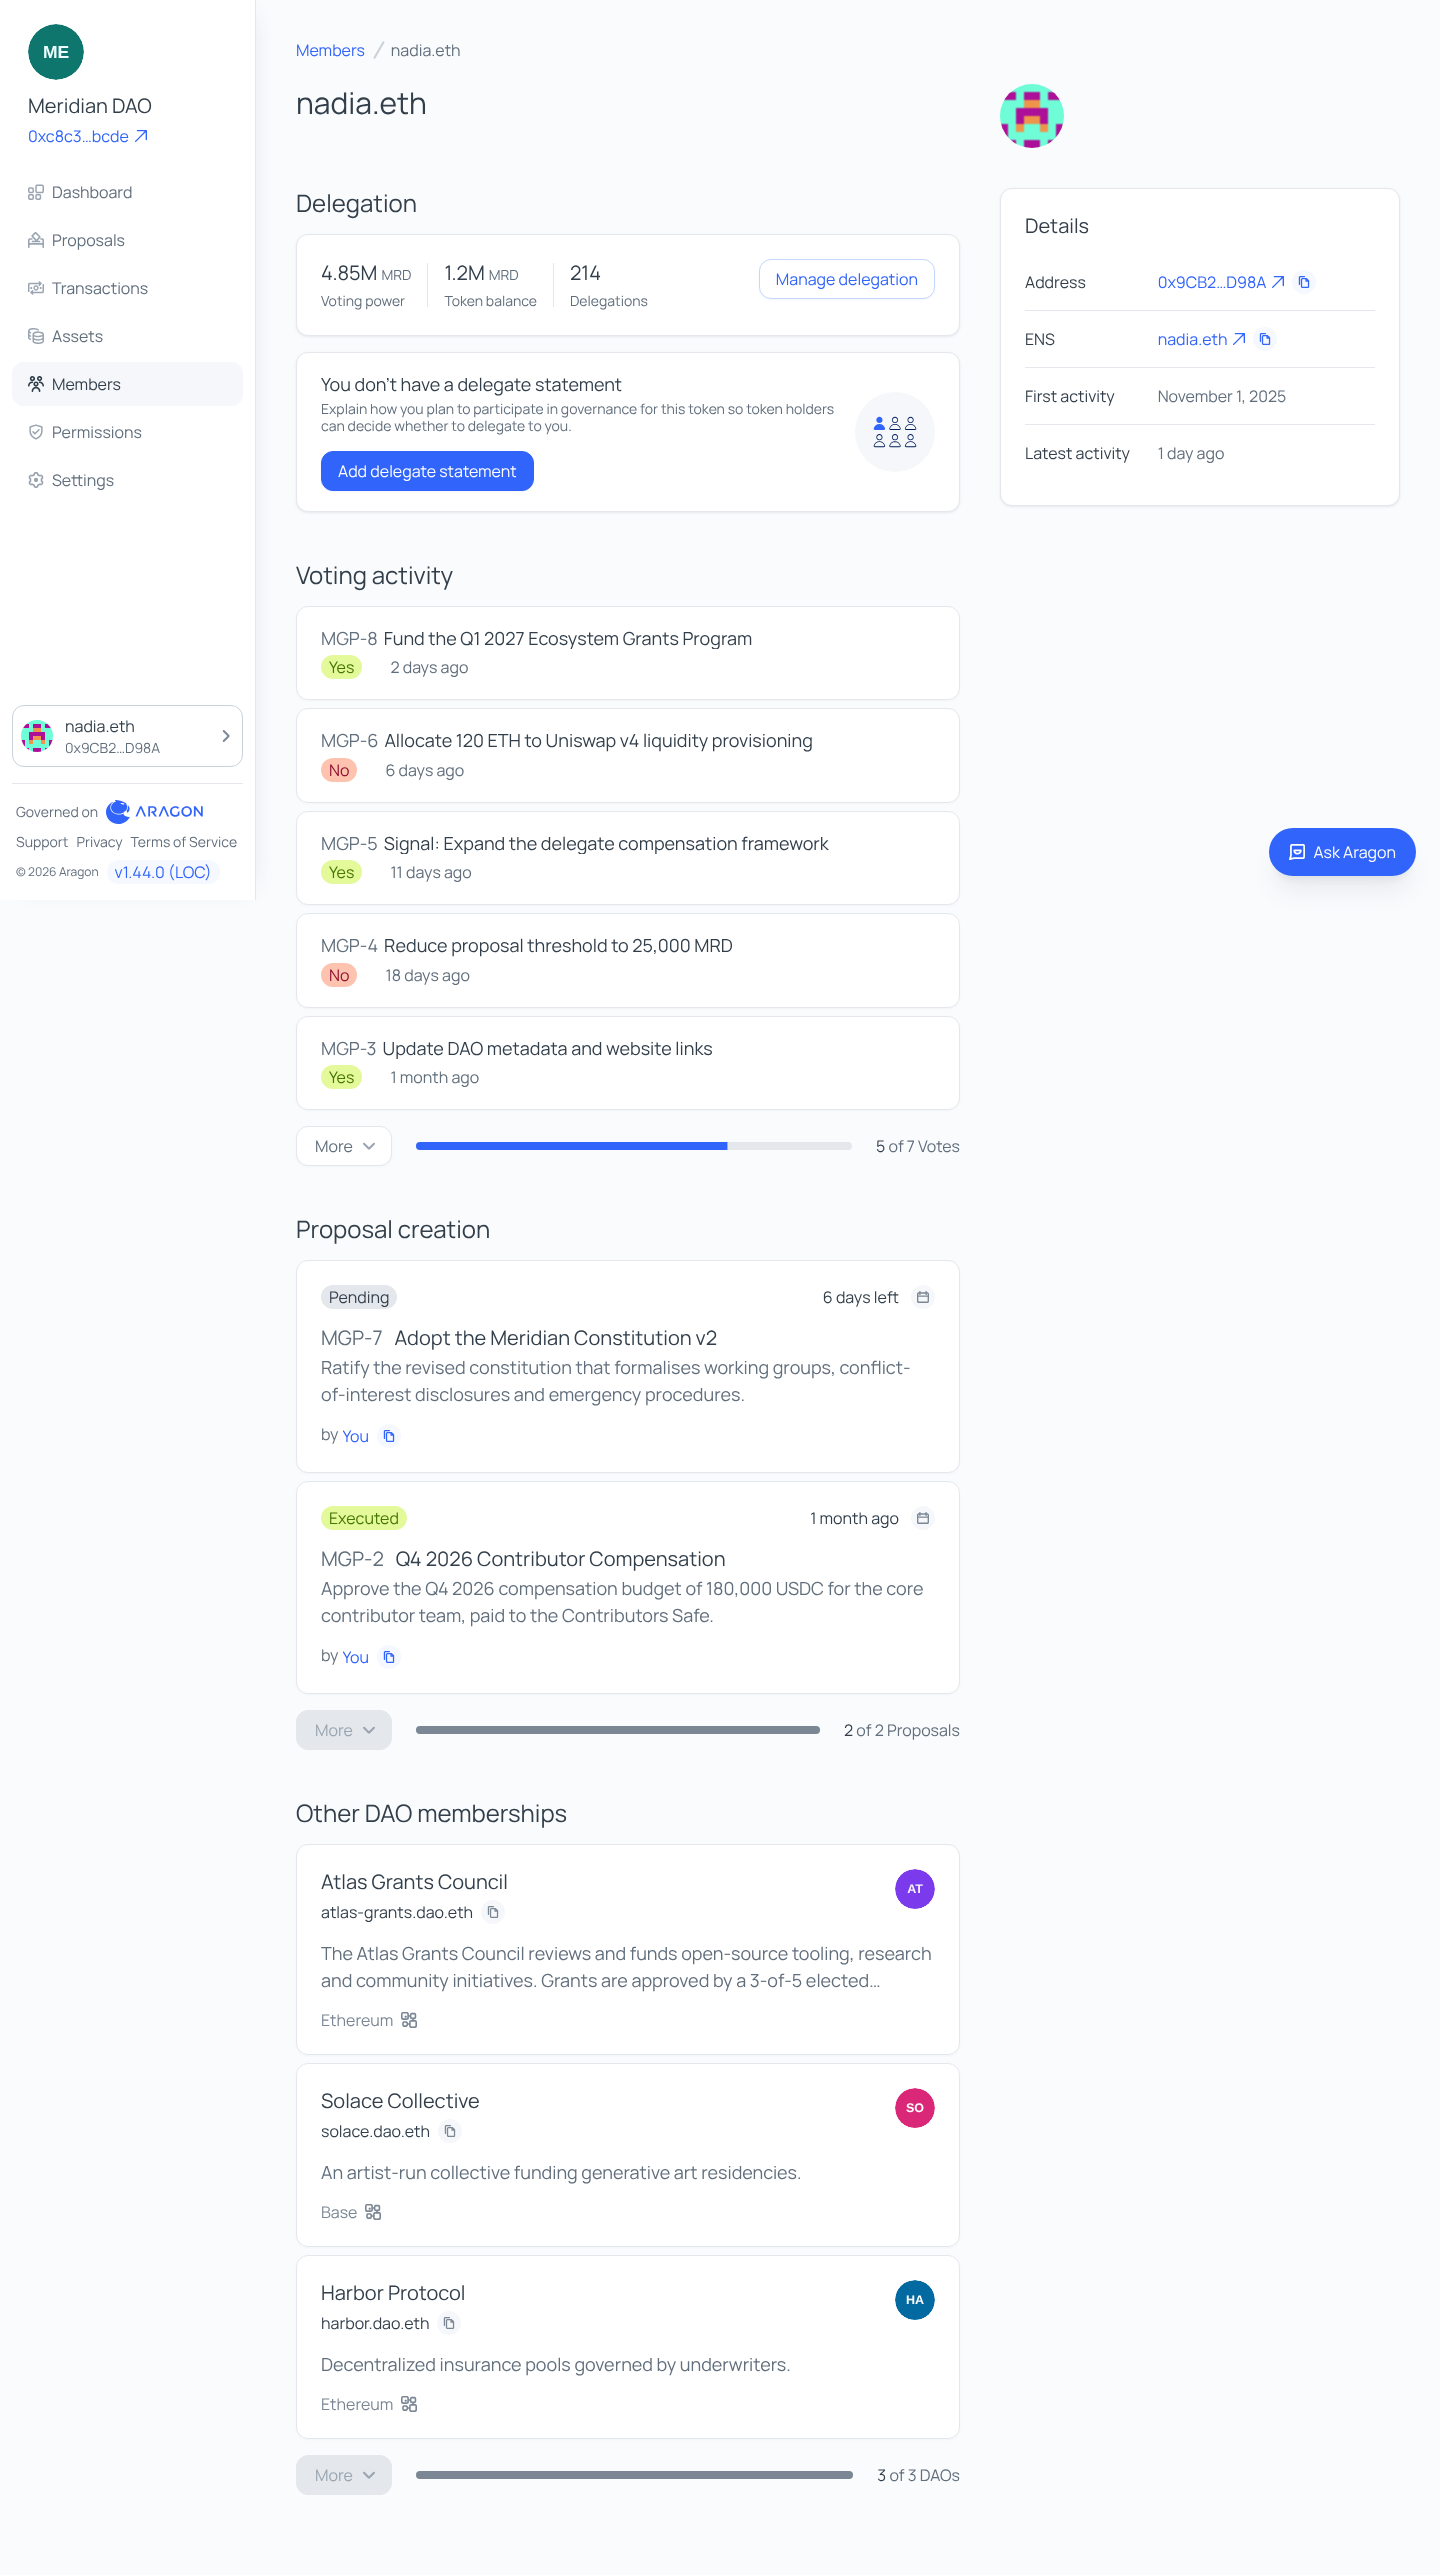 ME
Meridian DAO
0xc8c3…bcde
Dashboard
Proposals
Transactions
Assets
Members
Permissions
Settings
nadia.eth
0x9CB2…D98A
Governed on ARAGON
Support Privacy Terms of Service
© 2026 Aragon v1.44.0 (LOC)
Members / nadia.eth
nadia.eth
Delegation
4.85M MRD
Voting power
1.2M MRD
Token balance
214
Delegations
Manage delegation
You don't have a delegate statement
Explain how you plan to participate in governance for this token so token holders
can decide whether to delegate to you.
Add delegate statement
Details
Address 0x9CB2…D98A
ENS nadia.eth
First activity November 1, 2025
Latest activity 1 day ago
Voting activity
MGP-8 Fund the Q1 2027 Ecosystem Grants Program
Yes 2 days ago
MGP-6 Allocate 120 ETH to Uniswap v4 liquidity provisioning
No 6 days ago
MGP-5 Signal: Expand the delegate compensation framework
Yes 11 days ago
MGP-4 Reduce proposal threshold to 25,000 MRD
No 18 days ago
MGP-3 Update DAO metadata and website links
Yes 1 month ago
More 5 of 7 Votes
Ask Aragon
Proposal creation
Pending 6 days left
MGP-7 Adopt the Meridian Constitution v2
Ratify the revised constitution that formalises working groups, conflict-
of-interest disclosures and emergency procedures.
by You
Executed 1 month ago
MGP-2 Q4 2026 Contributor Compensation
Approve the Q4 2026 compensation budget of 180,000 USDC for the core
contributor team, paid to the Contributors Safe.
by You
More 2 of 2 Proposals
Other DAO memberships
Atlas Grants Council AT
atlas-grants.dao.eth
The Atlas Grants Council reviews and funds open-source tooling, research
and community initiatives. Grants are approved by a 3-of-5 elected…
Ethereum
Solace Collective SO
solace.dao.eth
An artist-run collective funding generative art residencies.
Base
Harbor Protocol HA
harbor.dao.eth
Decentralized insurance pools governed by underwriters.
Ethereum
More 3 of 3 DAOs